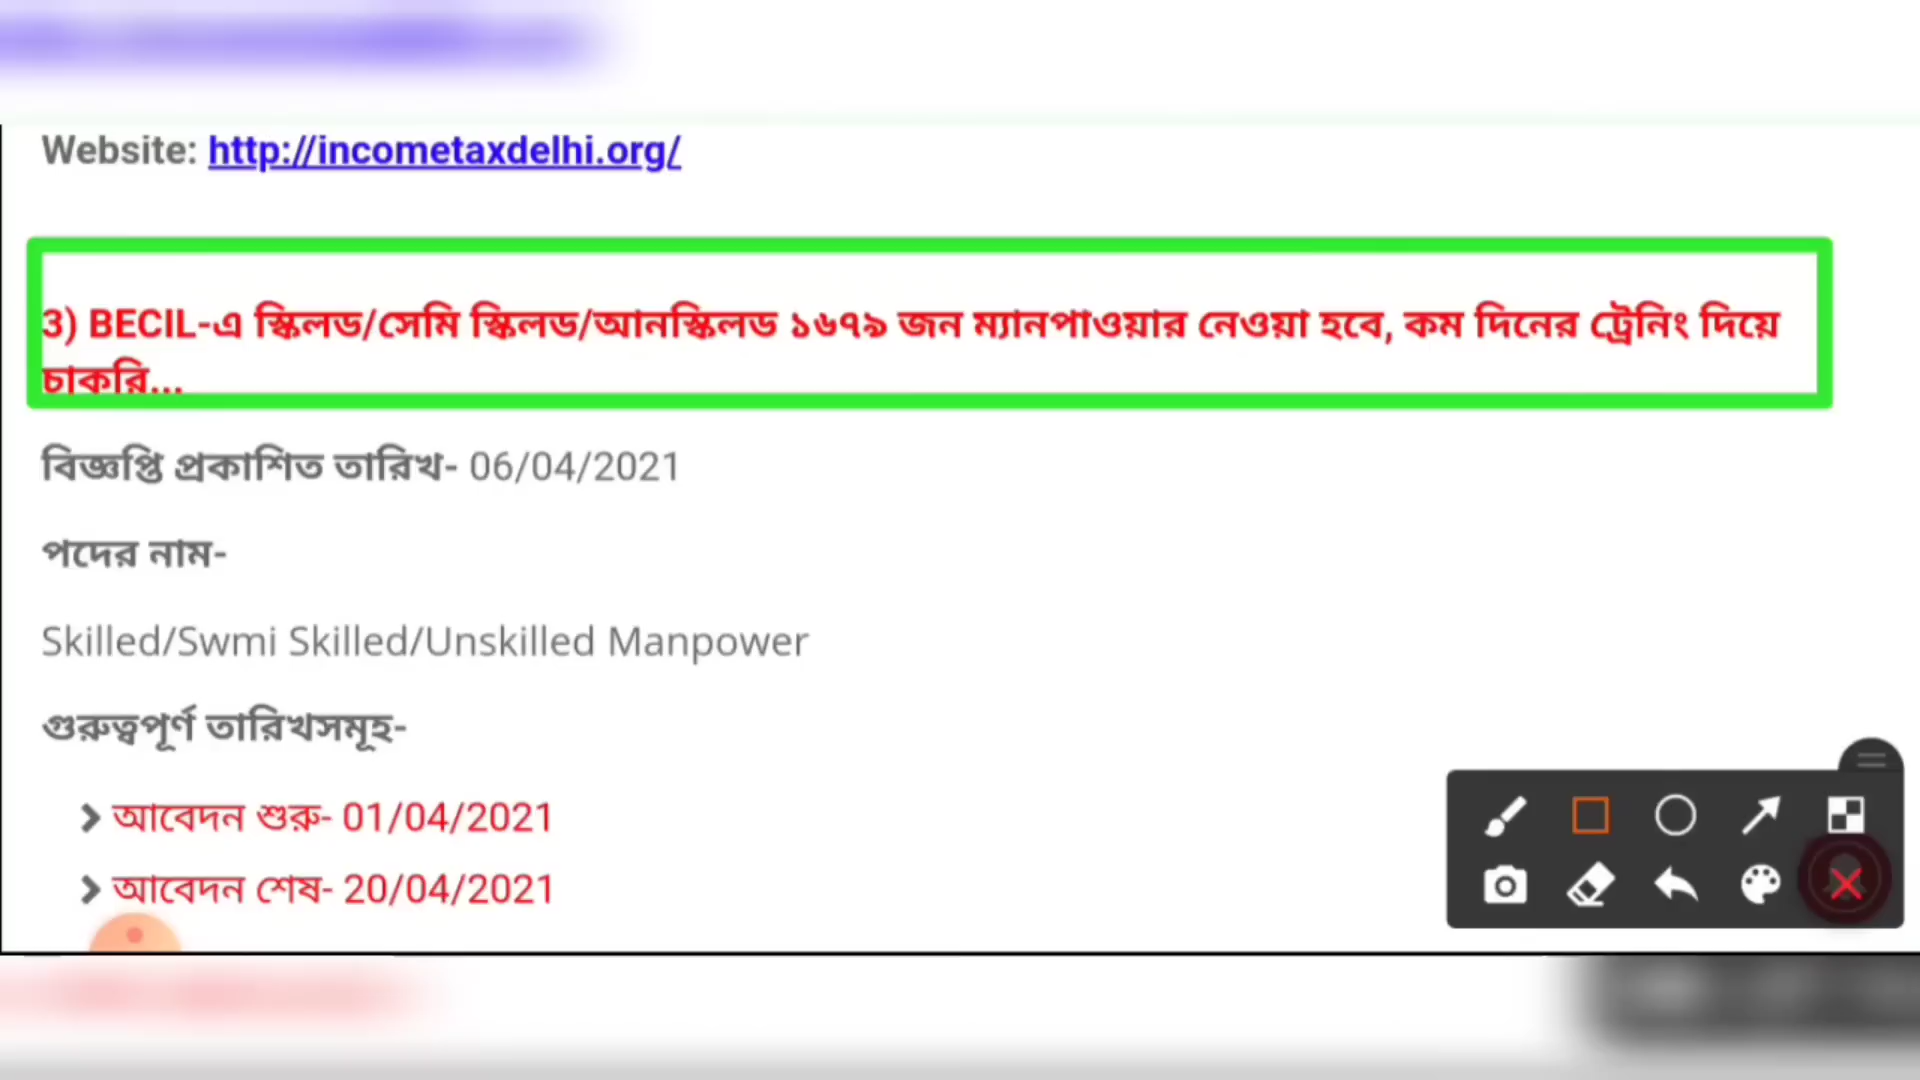 Website: http://incometaxdelhi.org/
3) BECIL-এ স্কিলড/সেমি স্কিলড/আনস্কিলড ১৬৭৯ জন ম্যানপাওয়ার নেওয়া হবে, কম দিনের ট্রেনিং দিয়ে
চাকরি...
বিজ্ঞপ্তি প্রকাশিত তারিখ- 06/04/2021
পদের নাম-
Skilled/Swmi Skilled/Unskilled Manpower
গুরুত্বপূর্ণ তারিখসমূহ-
আবেদন শুরু- 01/04/2021
আবেদন শেষ- 20/04/2021